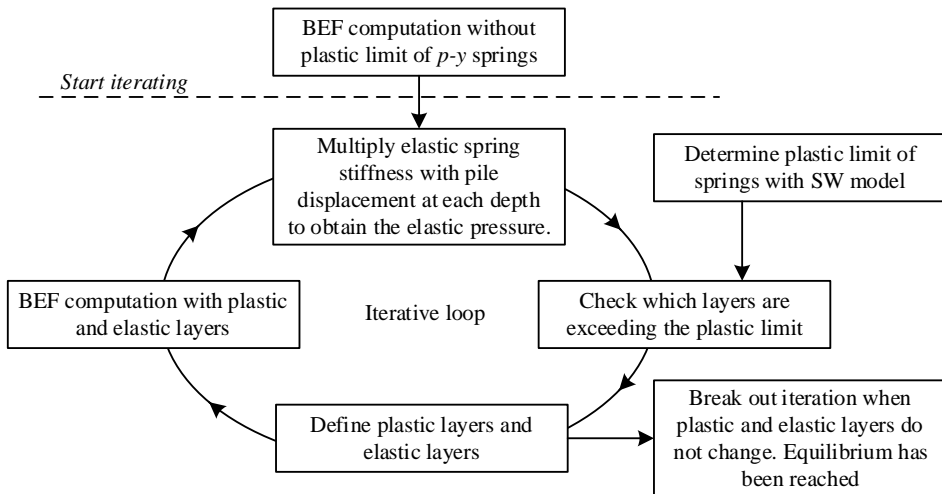 BEF computation without
plastic limit of p-y springs
Start iterating
Multiply elastic spring
stiffness with pile
displacement at each depth
to obtain the elastic pressure.
Determine plastic limit of
springs with SW model
BEF computation with plastic
and elastic layers
Iterative loop
Check which layers are
exceeding the plastic limit
Define plastic layers and
elastic layers
Break out iteration when
plastic and elastic layers do
not change. Equilibrium has
been reached